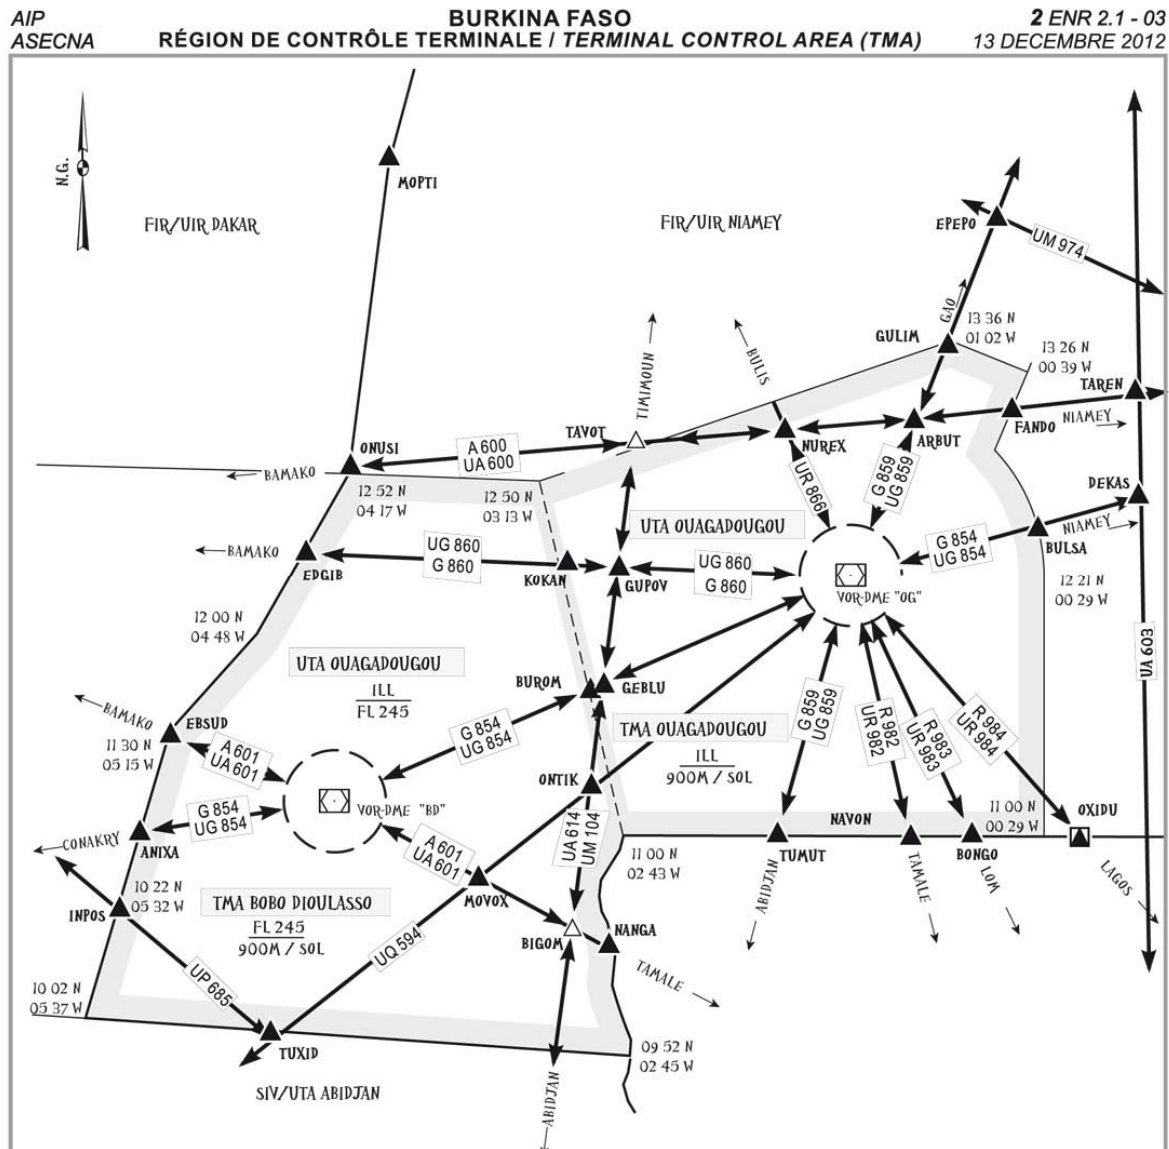 AIP
ASECNA
BURKINA FASO
RÉGION DE CONTRÔLE TERMINALE / TERMINAL CONTROL AREA (TMA)
2 ENR 2.1 - 03
13 DECEMBRE 2012
N.G.
MOPTI
FIR/UIR DAKAR
FIR/UIR NIAMEY
EPEPO
UM 974
GAO
13 36 N
01 02 W
GULIM
13 26 N
00 39 W
TAREN
BULIS
TIMIMOUN
TAVOT
NUREX
ARBUT
FANDO
NIAMEY
ONUSI
A 600
UA 600
BAMAKO
12 52 N
04 17 W
12 50 N
03 13 W
UR 866
G 859
UG 859
DEKAS
NIAMEY
BULSA
UTA OUAGADOUGOU
G 854
UG 854
BAMAKO
EDGIB
UG 860
G 860
KOKAN
GUPOV
UG 860
G 860
VOR-DME "OG"
12 21 N
00 29 W
12 00 N
04 48 W
UA 603
UTA OUAGADOUGOU
ILL
FL 245
BUROM
GEBLU
BAMAKO
EBSUD
11 30 N
05 15 W
A 601
UA 601
G 854
UG 854
TMA OUAGADOUGOU
ILL
900M / SOL
G 859
UG 859
R 982
UR 982
R 983
UR 983
R 984
UR 984
ONTIK
VOR-DME "BD"
G 854
UG 854
CONAKRY
ANIXA
A 601
UA 601
UA 614
UM 104
NAVON
11 00 N
00 29 W
OXIDU
11 00 N
02 43 W
TUMUT
BONGO
ABIDJAN
TAMALE
LOM
LAGOS
10 22 N
05 32 W
INPOS
TMA BOBO DIOULASSO
FL 245
900M / SOL
MOVOX
UQ 594
BIGOM
NANGA
TAMALE
UP 685
10 02 N
05 37 W
TUXID
09 52 N
02 45 W
SIV/UTA ABIDJAN
ABIDJAN